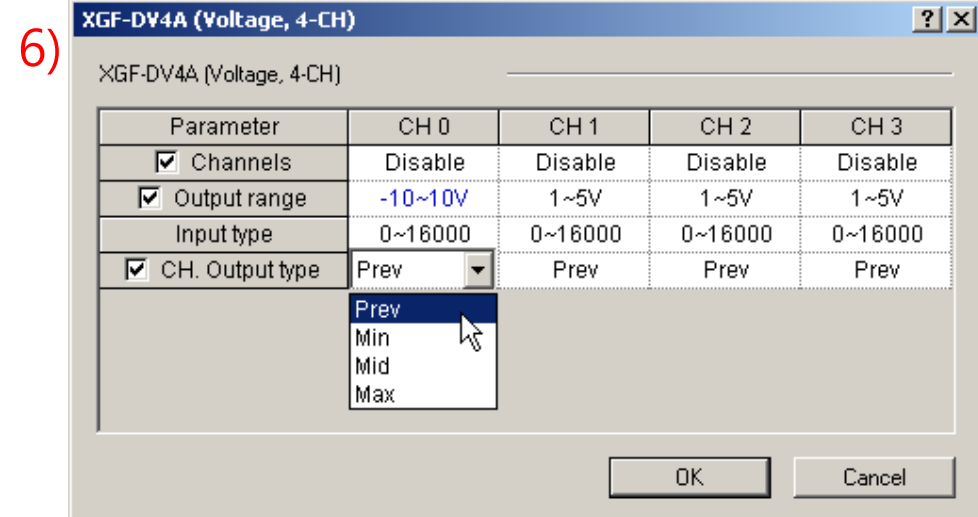 6)
XGF-DV4A (Voltage, 4-CH)
XGF-DV4A (Voltage, 4-CH)
Parameter CH 0 CH 1 CH 2 CH 3
Channels Disable Disable Disable Disable
Output range -10~10V 1~5V 1~5V 1~5V
Input type 0~16000 0~16000 0~16000 0~16000
CH. Output type Prev Prev Prev Prev
Prev
Min
Mid
Max
OK Cancel